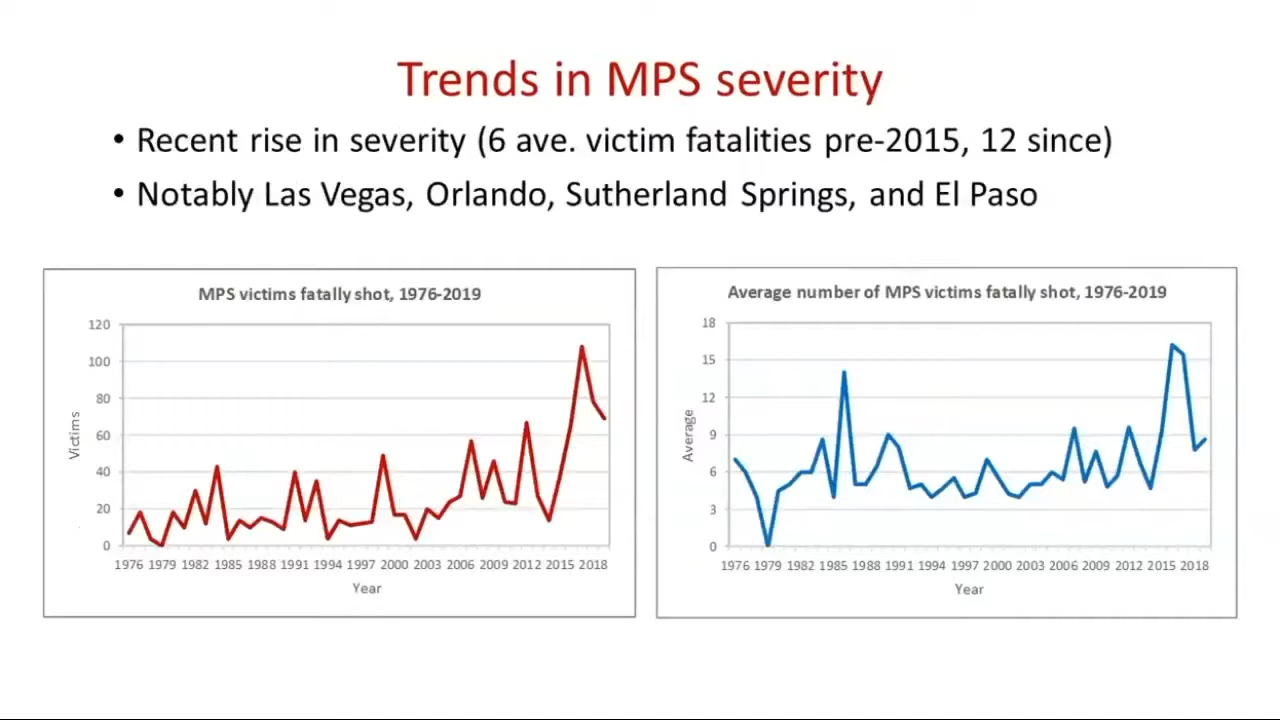 Trends in MPS severity
• Recent rise in severity (6 ave. victim fatalities pre-2015, 12 since)
• Notably Las Vegas, Orlando, Sutherland Springs, and El Paso
MPS victims fatally shot, 1976-2019
120
100
80
60
40
20
0
Victims
1976 1979 1982 1985 1988 1991 1994 1997 2000 2003 2006 2009 2012 2015 2018
Year
Average number of MPS victims fatally shot, 1976-2019
18
15
12
9
6
3
0
Average
1976 1979 1982 1985 1988 1991 1994 1997 2000 2003 2006 2009 2012 2015 2018
Year